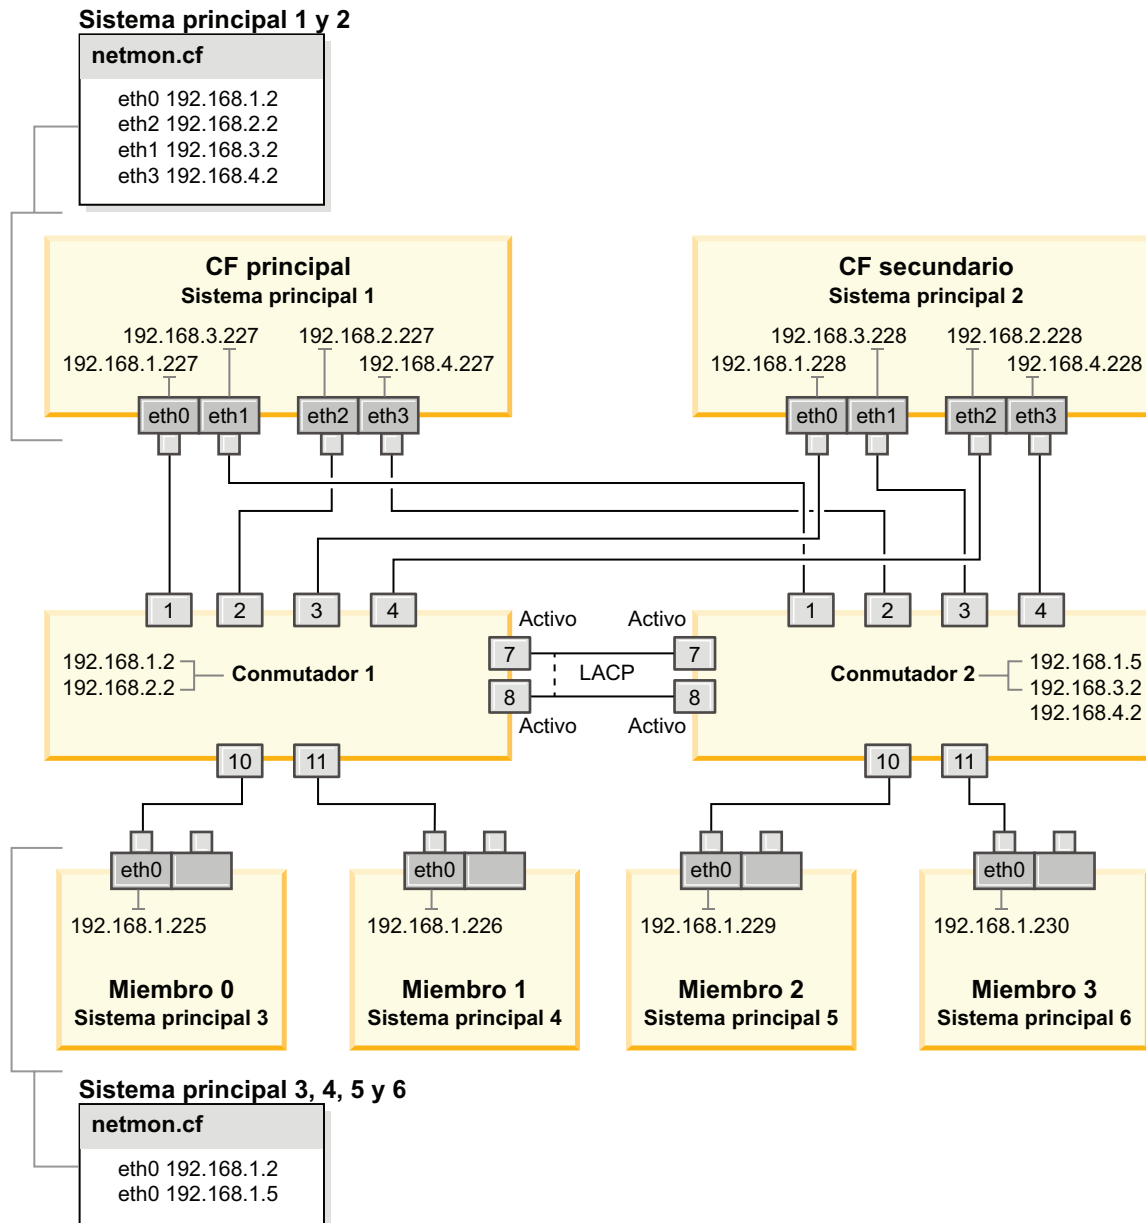 Sistema principal 1 y 2
netmon.cf
eth0 192.168.1.2
eth2 192.168.2.2
eth1 192.168.3.2
eth3 192.168.4.2
CF principal
Sistema principal 1
192.168.3.227
192.168.2.227
192.168.1.227
192.168.4.227
eth0
eth1
eth2
eth3
CF secundario
Sistema principal 2
192.168.3.228
192.168.2.228
192.168.1.228
192.168.4.228
eth0
eth1
eth2
eth3
1
2
3
4
1
2
3
4
192.168.1.2
192.168.2.2
Conmutador 1
Activo
Activo
7
7
LACP
8
8
Activo
Activo
Conmutador 2
192.168.1.5
192.168.3.2
192.168.4.2
10
11
10
11
eth0
192.168.1.225
Miembro 0
Sistema principal 3
eth0
192.168.1.226
Miembro 1
Sistema principal 4
eth0
192.168.1.229
Miembro 2
Sistema principal 5
eth0
192.168.1.230
Miembro 3
Sistema principal 6
Sistema principal 3, 4, 5 y 6
netmon.cf
eth0 192.168.1.2
eth0 192.168.1.5